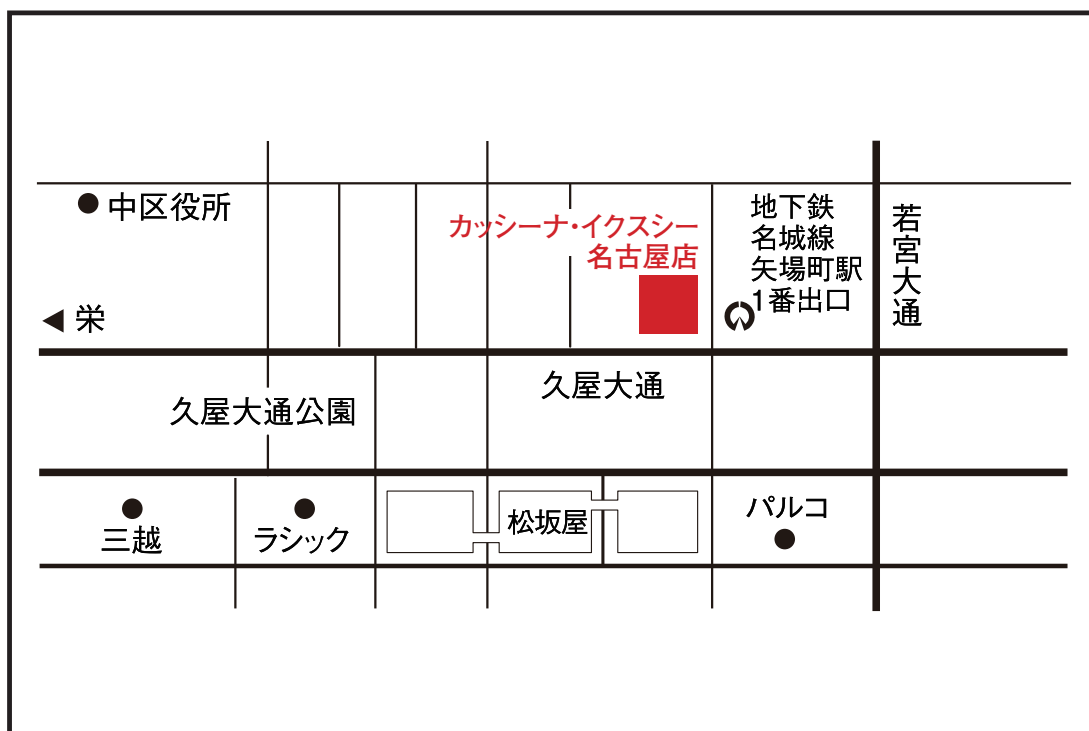 中区役所
カッシーナ・イクスシー
名古屋店
地下鉄
名城線
矢場町駅
1番出口
若宮大通
栄
久屋大通
久屋大通公園
三越
ラシック
松坂屋
パルコ